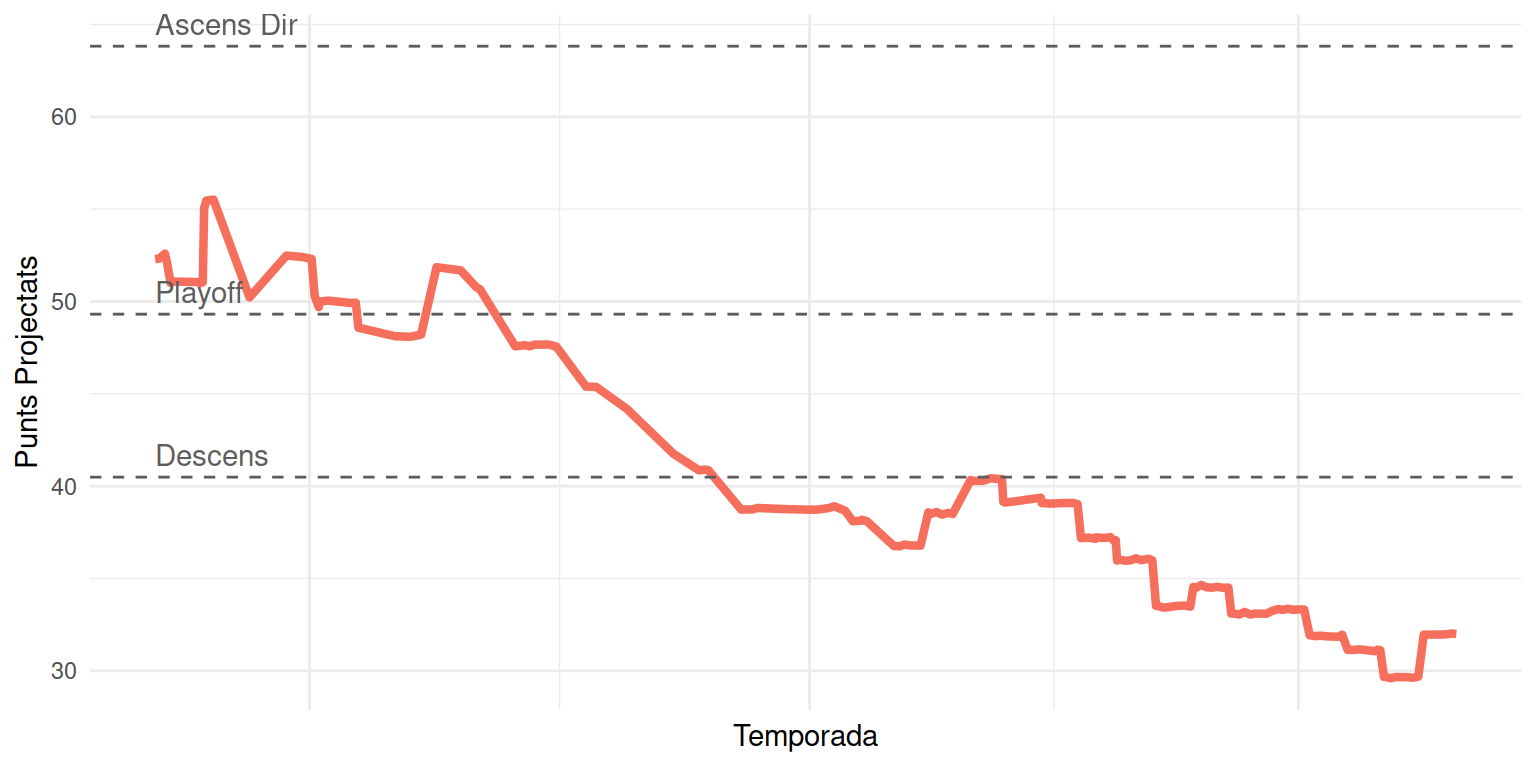 Ascens Dir
60
50
Playoff
Descens
40
30
Punts Projectats
Temporada